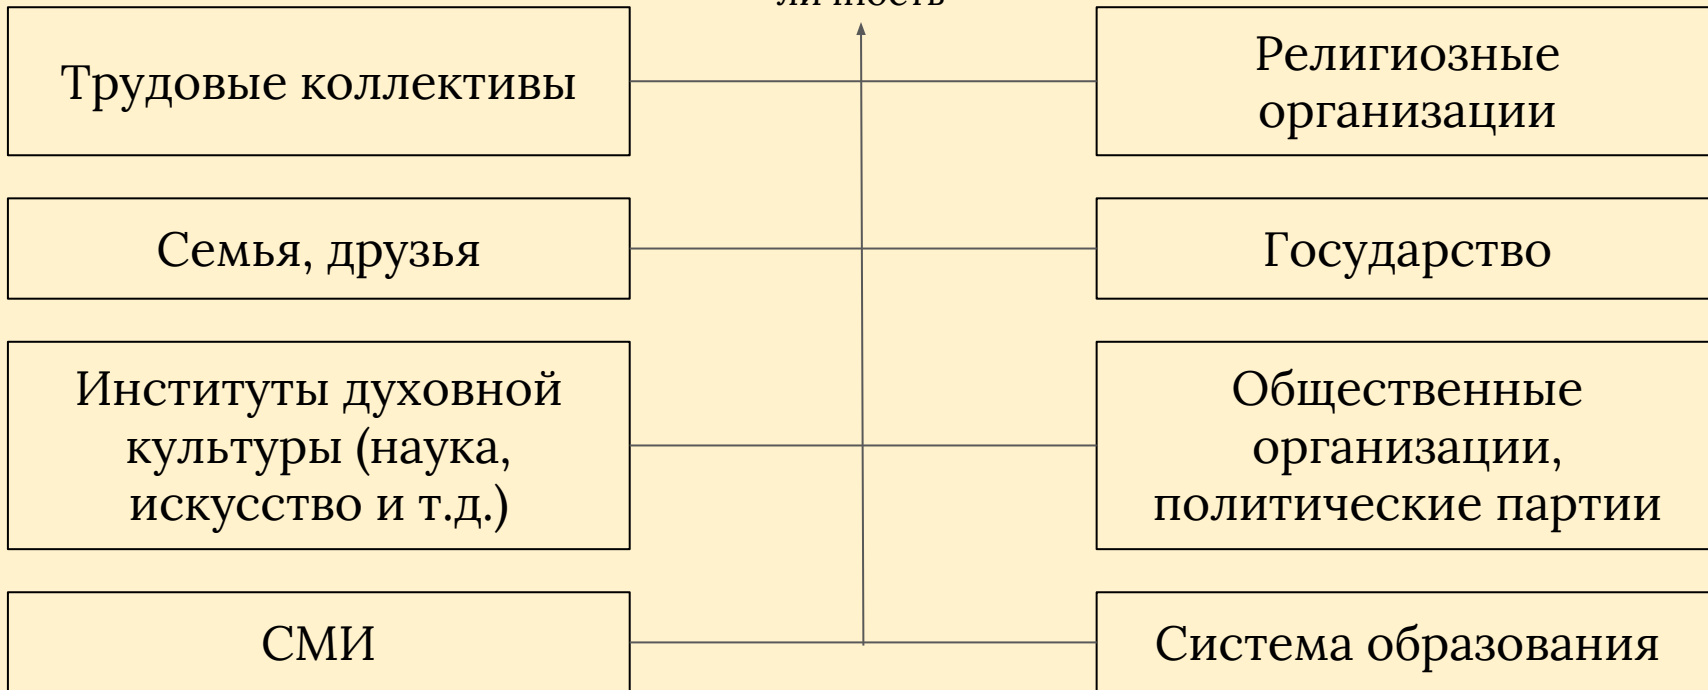 личность
Трудовые коллективы
Религиозные
организации
Семья, друзья
Государство
Институты духовной
культуры (наука,
искусство и т.д.)
Общественные
организации,
политические партии
СМИ
Система образования